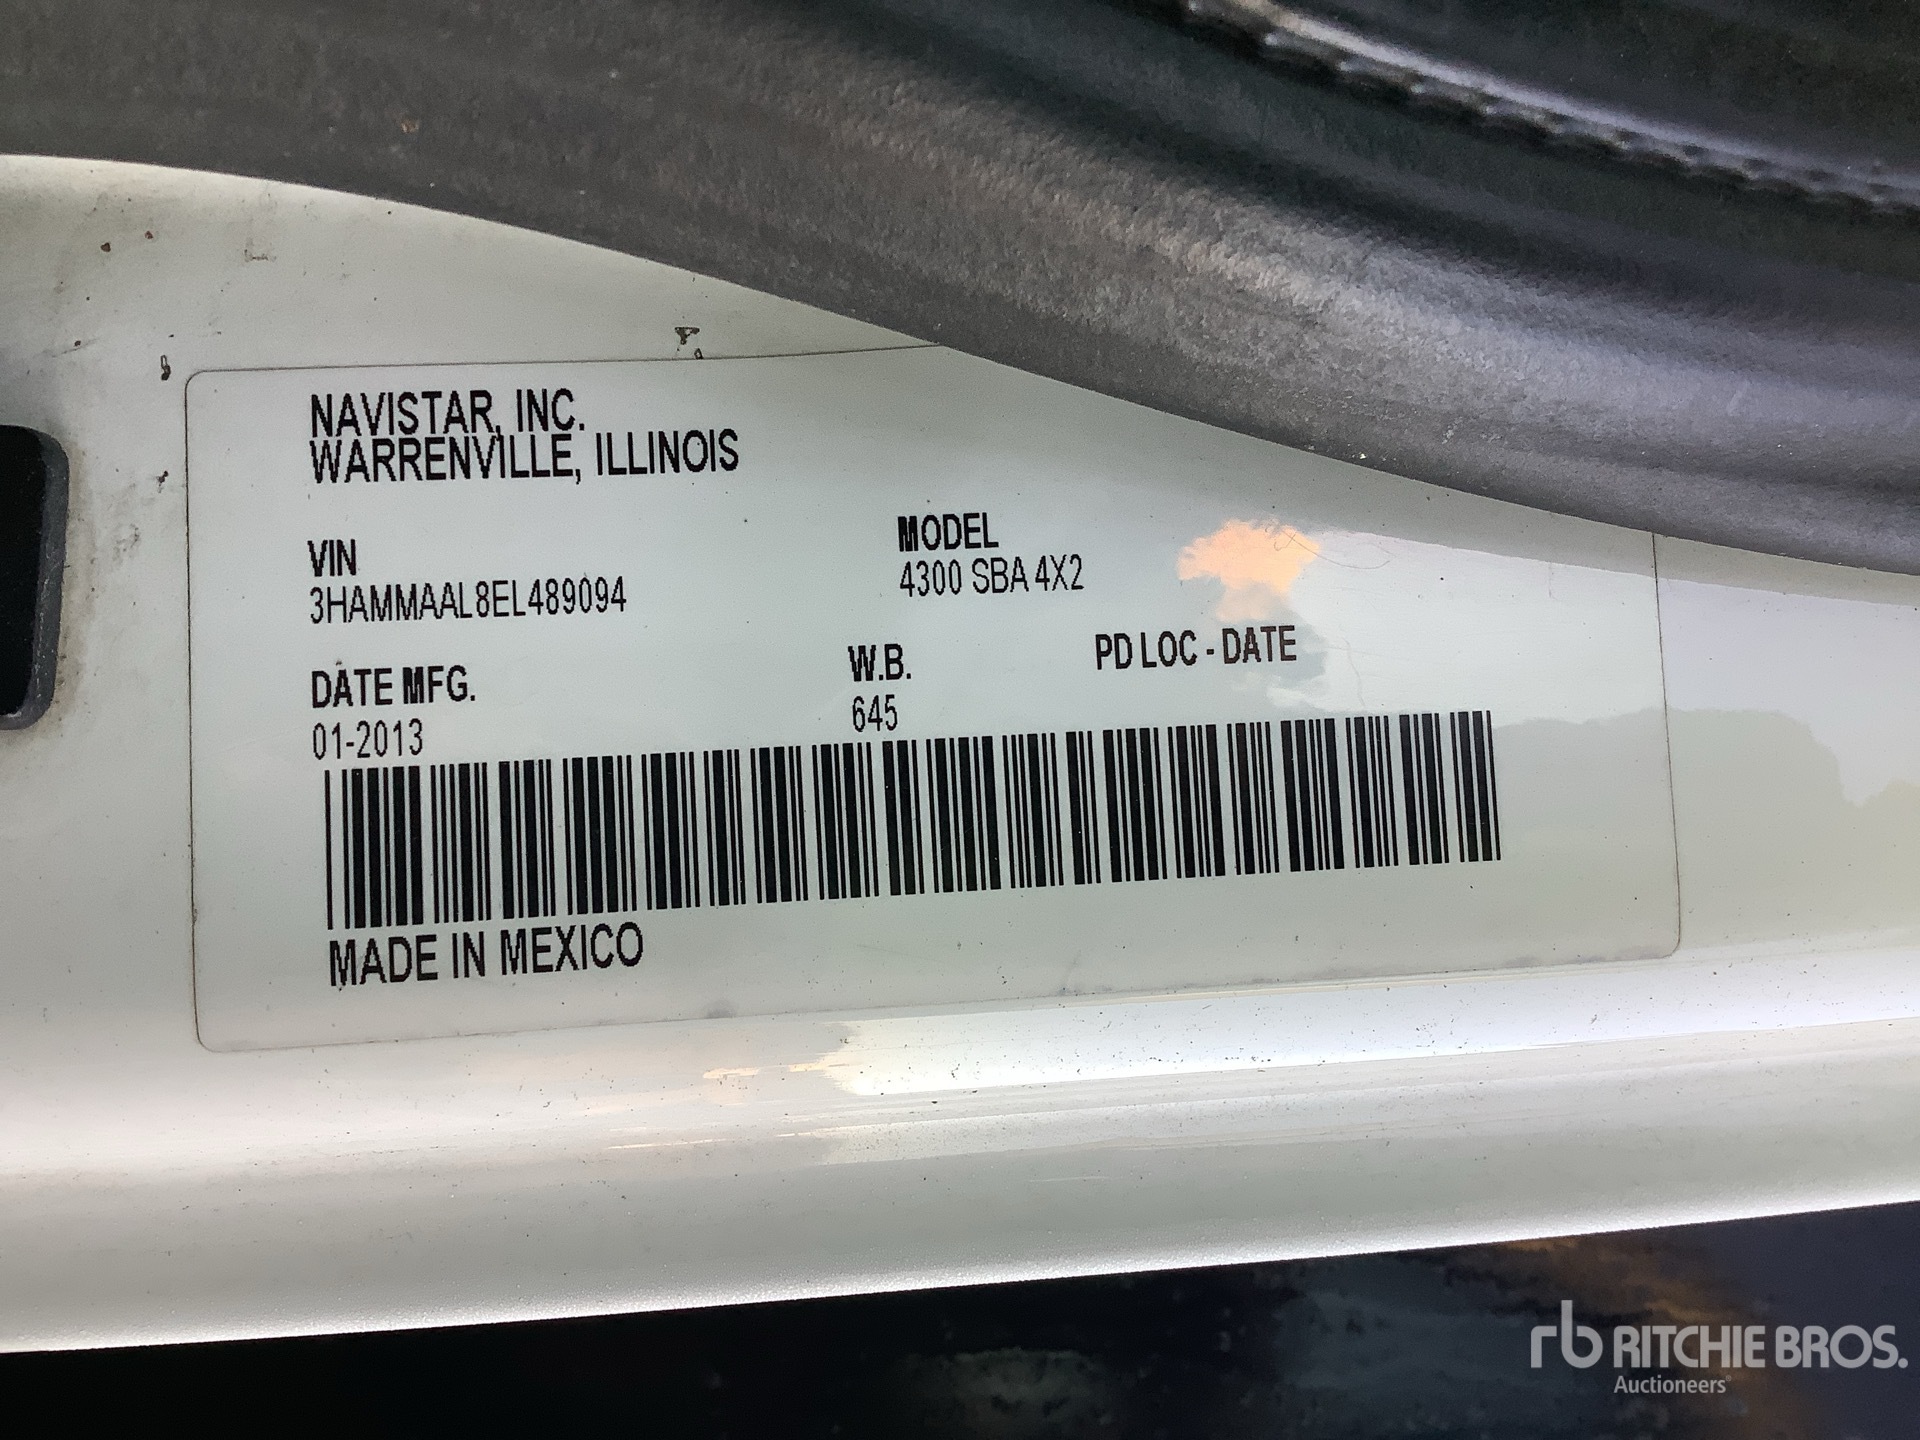 NAVISTAR, INC.
WARRENVILLE, ILLINOIS
VIN
3HAMMAAL8EL489094
MODEL
4300 SBA 4X2
DATE MFG.
01-2013
W.B.
645
PD LOC - DATE
MADE IN MEXICO
rb RITCHIE BROS.
Auctioneers